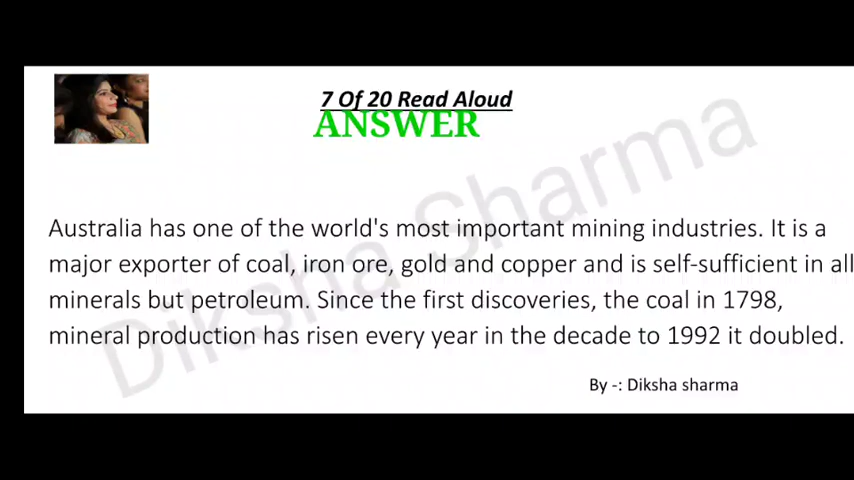 7 Of 20 Read Aloud
ANSWER
Australia has one of the world's most important mining industries. It is a
major exporter of coal, iron ore, gold and copper and is self-sufficient in all
minerals but petroleum. Since the first discoveries, the coal in 1798,
mineral production has risen every year in the decade to 1992 it doubled.
By -: Diksha sharma
Diksha Sharma